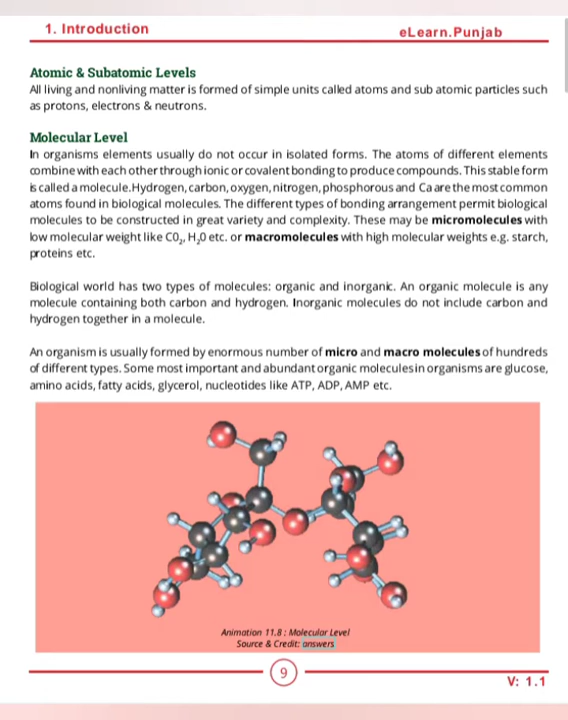 1. Introduction
eLearn.Punjab
Atomic & Subatomic Levels
All living and nonliving matter is formed of simple units called atoms and sub atomic particles such
as protons, electrons & neutrons.
Molecular Level
In organisms elements usually do not occur in isolated forms. The atoms of different elements
combine with each other through ionic or covalent bonding to produce compounds. This stable form
is called a molecule.Hydrogen, carbon, oxygen, nitrogen, phosphorous and Ca are the most common
atoms found in biological molecules. The different types of bonding arrangement permit biological
molecules to be constructed in great variety and complexity. These may be micromolecules with
low molecular weight like C0₂, H₂0 etc. or macromolecules with high molecular weights e.g. starch,
proteins etc.
Biological world has two types of molecules: organic and inorganic. An organic molecule is any
molecule containing both carbon and hydrogen. Inorganic molecules do not include carbon and
hydrogen together in a molecule.
An organism is usually formed by enormous number of micro and macro molecules of hundreds
of different types. Some most important and abundant organic molecules in organisms are glucose,
amino acids, fatty acids, glycerol, nucleotides like ATP, ADP, AMP etc.
Animation 11.8 : Molecular Level
Source & Credit: answers
9
V: 1.1